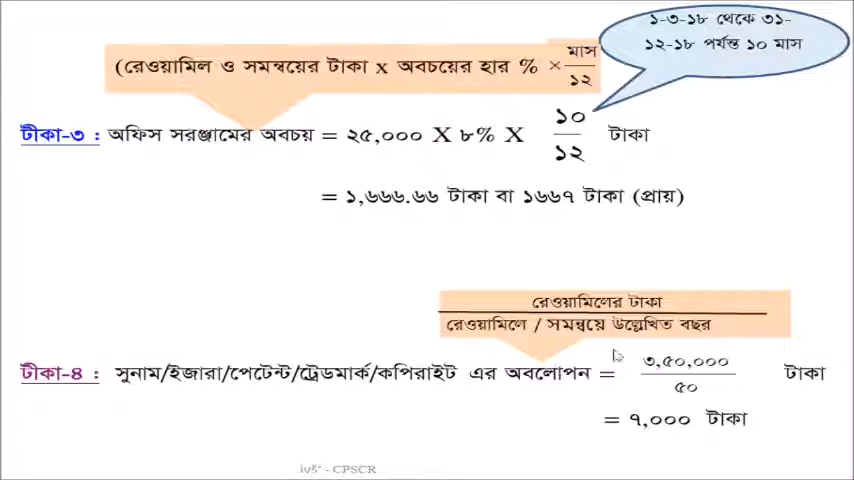 ১-৩-১৮ থেকে ৩১-
১২-১৮ পর্যন্ত ১০ মাস
(রেওয়ামিল ও সমন্বয়ের টাকা x অবচয়ের হার % × মাস/১২
টীকা-৩ : অফিস সরঞ্জামের অবচয় = ২৫,০০০ X ৮% X ১০/১২ টাকা
= ১,৬৬৬.৬৬ টাকা বা ১৬৬৭ টাকা (প্রায়)
রেওয়ামিলের টাকা
রেওয়ামিলে / সমন্বয়ে উল্লেখিত বছর
টীকা-৪ : সুনাম/ইজারা/পেটেন্ট/ট্রেডমার্ক/কপিরাইট এর অবলোপন = ৩,৫০,০০০/৫০ টাকা
= ৭,০০০ টাকা
ivš' - CPSCR